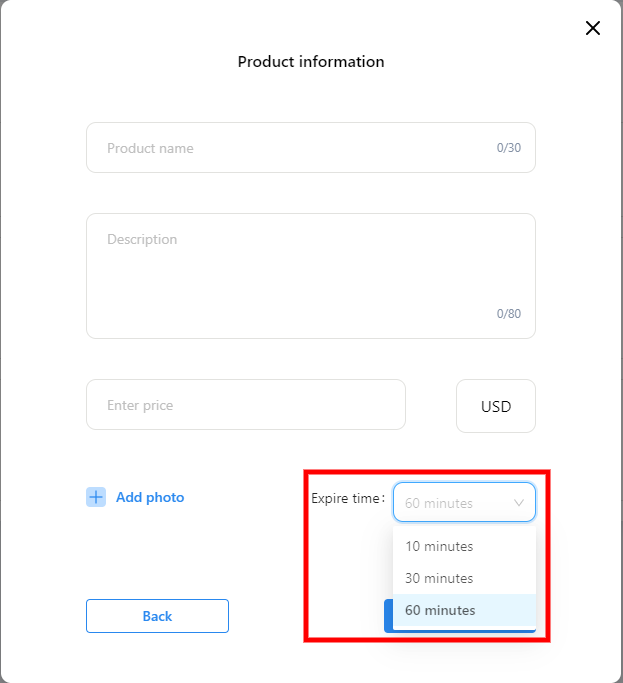 Product information
Product name 0/30
Description
0/80
Enter price USD
Add photo Expire time: 60 minutes
10 minutes
30 minutes
60 minutes
Back